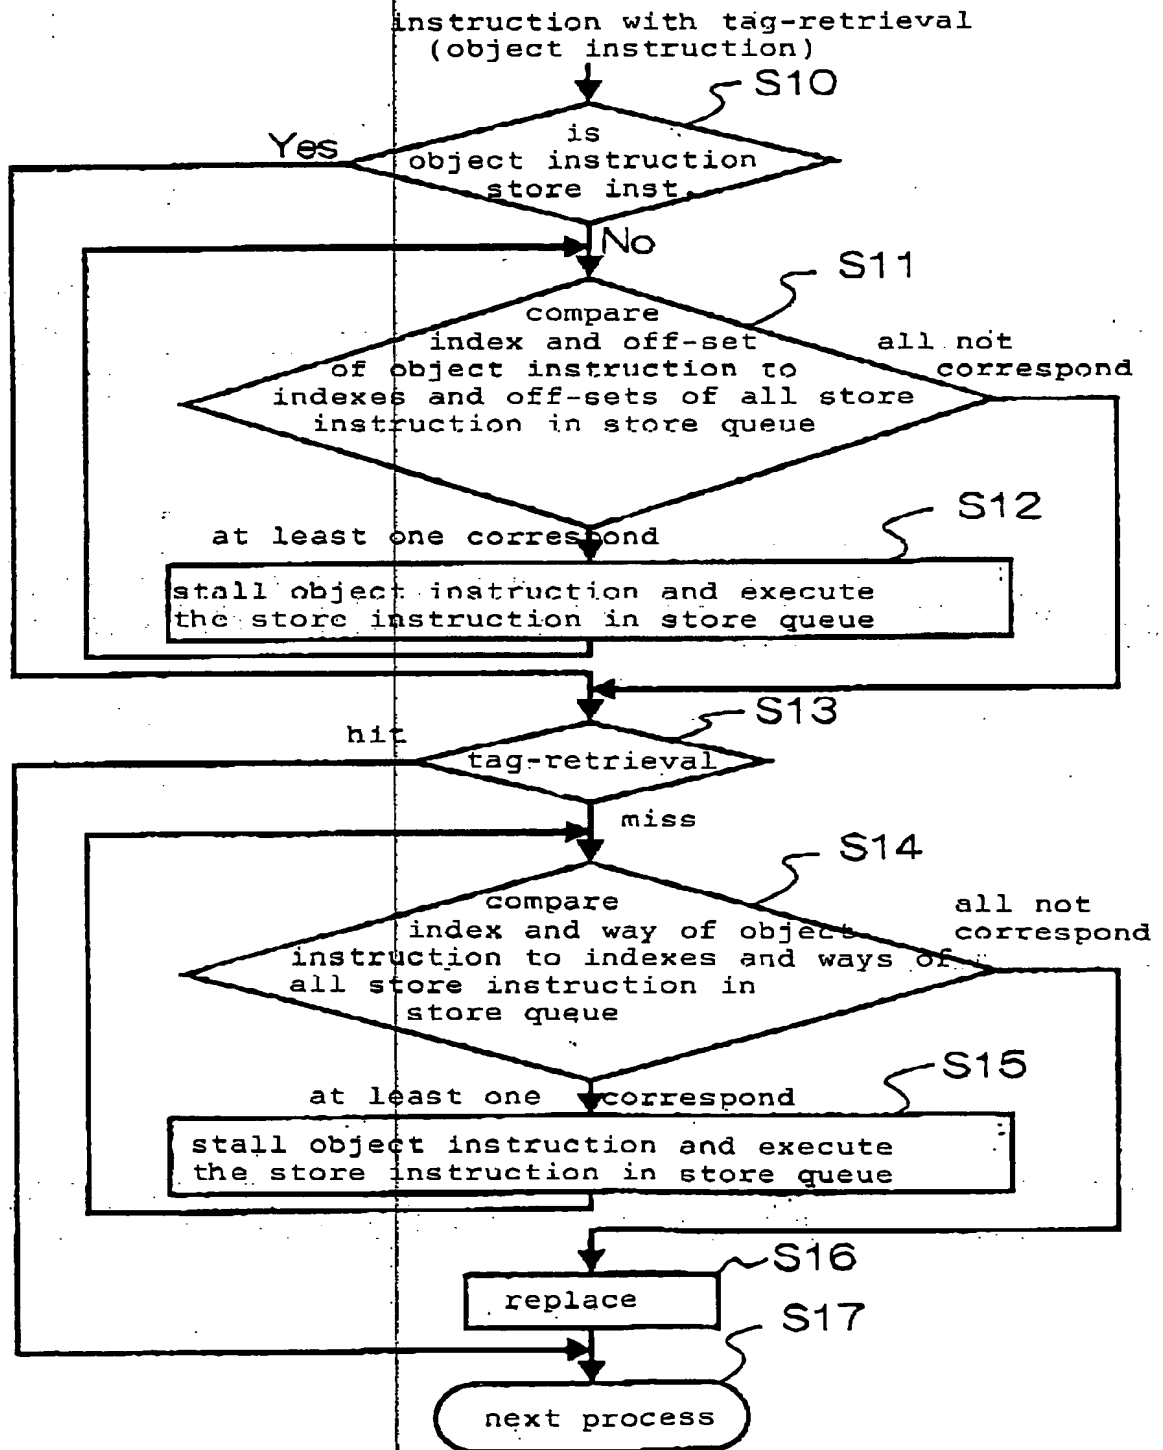 instruction with tag-retrieval
(object instruction)
S10
is
Yes
object instruction
store inst.
No
S11
compare
index and off-set
all not
of object instruction to
correspond
indexes and off-sets of all store
instruction in store queue
S12
at least one correspond
stall object instruction and execute
the store instruction in store queue
S13
hit
tag-retrieval
miss
S14
compare
all not
index and way of object
correspond
instruction to indexes and ways of
all store instruction in
store queue
S15
at least one correspond
stall object instruction and execute
the store instruction in store queue
S16
replace
S17
next process